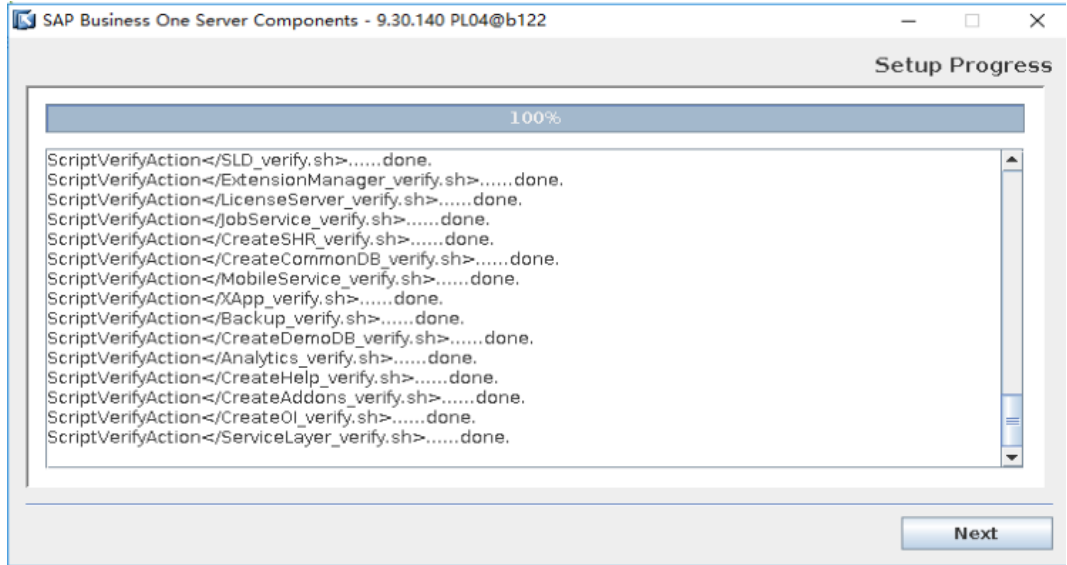 SAP Business One Server Components - 9.30.140 PL04@b122
Setup Progress
100%
ScriptVerifyAction</SLD_verify.sh>......done.
ScriptVerifyAction</ExtensionManager_verify.sh>......done.
ScriptVerifyAction</LicenseServer_verify.sh>......done.
ScriptVerifyAction</JobService_verify.sh>......done.
ScriptVerifyAction</CreateSHR_verify.sh>......done.
ScriptVerifyAction</CreateCommonDB_verify.sh>......done.
ScriptVerifyAction</MobileService_verify.sh>......done.
ScriptVerifyAction</XApp_verify.sh>......done.
ScriptVerifyAction</Backup_verify.sh>......done.
ScriptVerifyAction</CreateDemoDB_verify.sh>......done.
ScriptVerifyAction</Analytics_verify.sh>......done.
ScriptVerifyAction</CreateHelp_verify.sh>......done.
ScriptVerifyAction</CreateAddons_verify.sh>......done.
ScriptVerifyAction</CreateOI_verify.sh>......done.
ScriptVerifyAction</ServiceLayer_verify.sh>......done.
Next